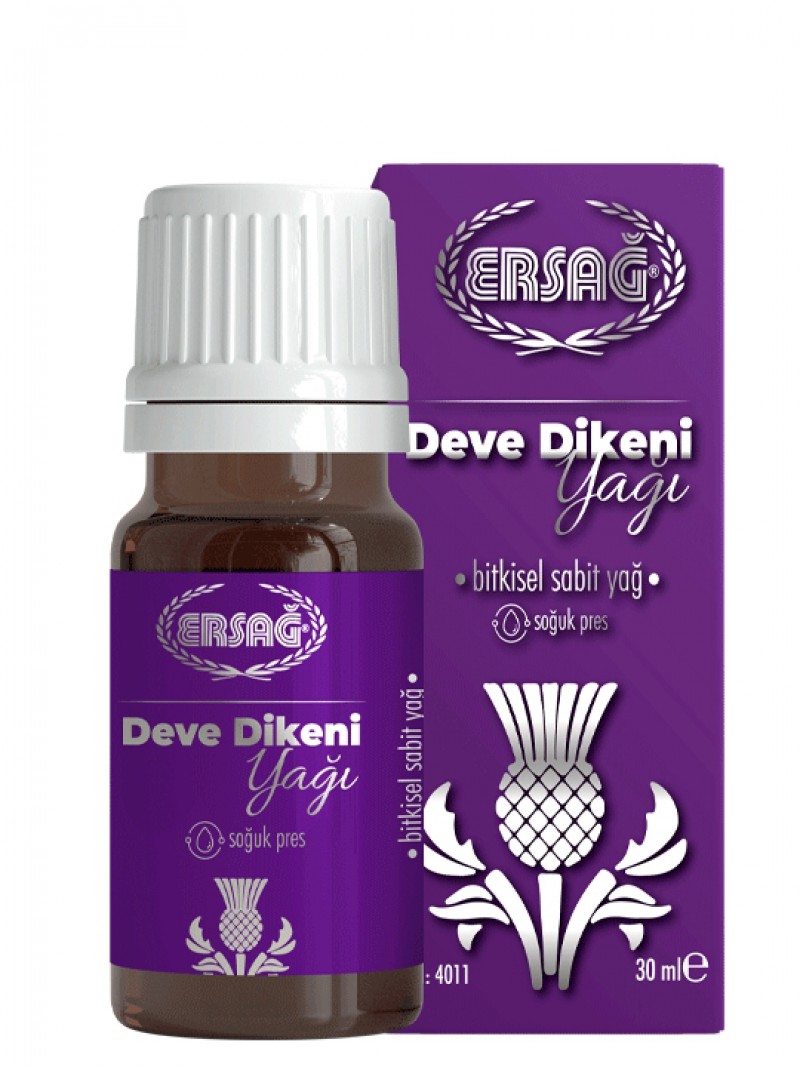 ERSAĞ®
Deve Dikeni
Yağı
• bitkisel sabit yağ •
soğuk pres
: 4011
30 ml℮
ERSAĞ®
Deve Dikeni
Yağı
soğuk pres
• bitkisel sabit yağ •